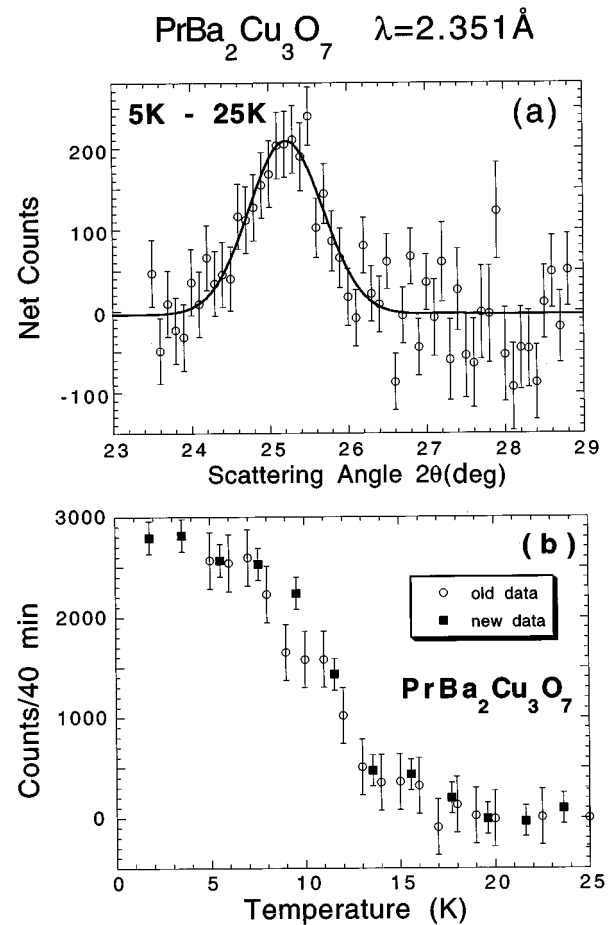 PrBa₂Cu₃O₇ λ=2.351Å
5K - 25K (a)
200
100
0
-100
Net Counts
23 24 25 26 27 28 29
Scattering Angle 2θ(deg)
3000
2000
1000
0
Counts/40 min
(b)
old data
new data
PrBa₂Cu₃O₇
0 5 10 15 20 25
Temperature (K)